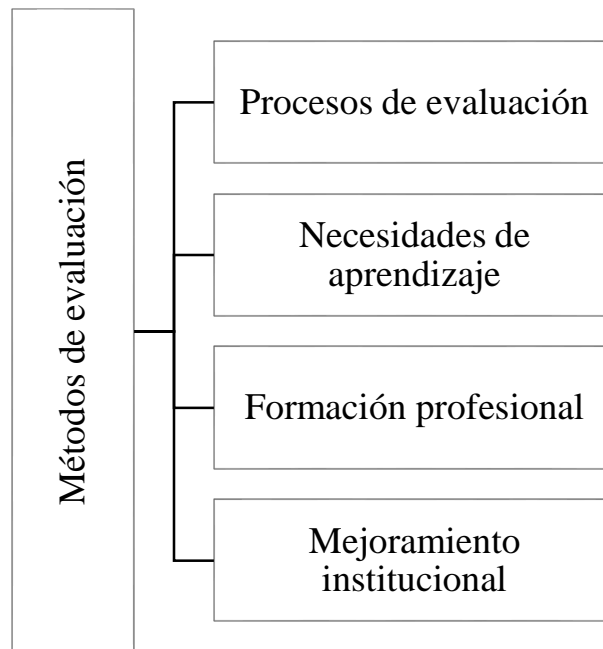 Métodos de evaluación
Procesos de evaluación
Necesidades de
aprendizaje
Formación profesional
Mejoramiento
institucional